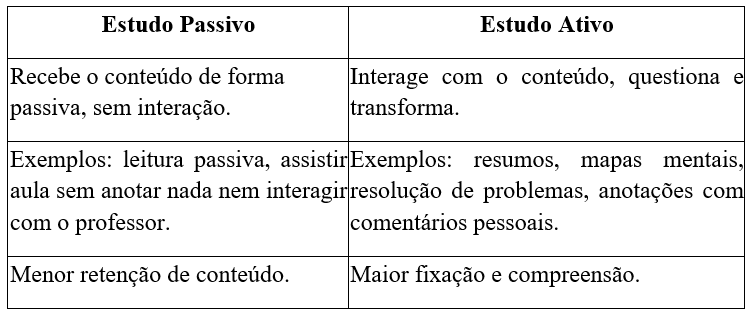 Estudo Passivo
Estudo Ativo
Recebe o conteúdo de forma
passiva, sem interação.
Interage com o conteúdo, questiona e
transforma.
Exemplos: leitura passiva, assistir
aula sem anotar nada nem interagir
com o professor.
Exemplos: resumos, mapas mentais,
resolução de problemas, anotações com
comentários pessoais.
Menor retenção de conteúdo.
Maior fixação e compreensão.